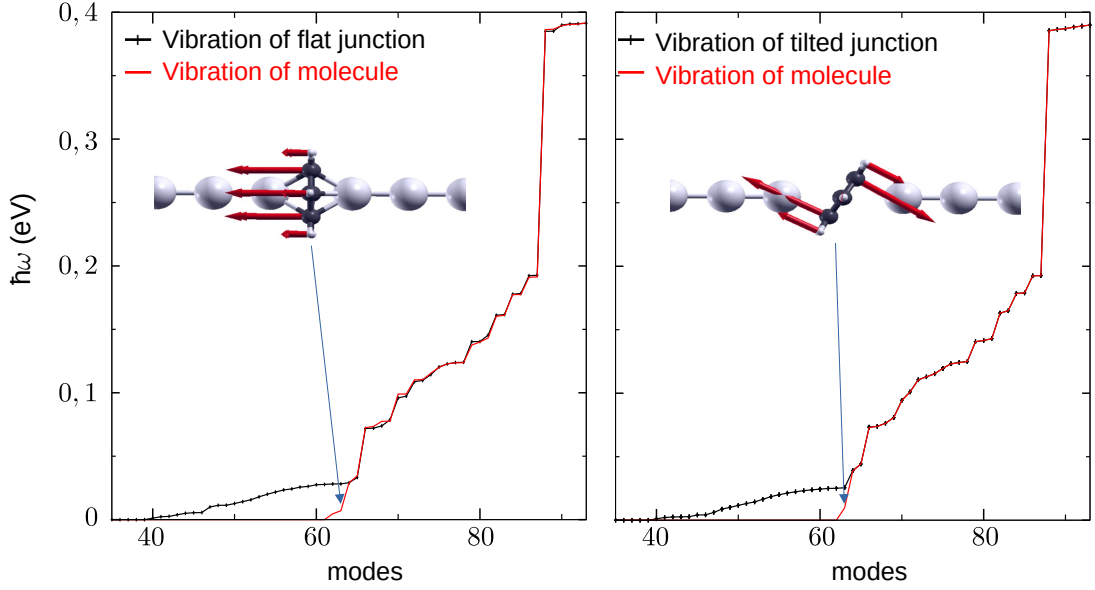 0, 4
0, 3
0, 2
0, 1
0
ħω (eV)
Vibration of flat junction
Vibration of molecule
40
60
80
modes
Vibration of tilted junction
Vibration of molecule
40
60
80
modes